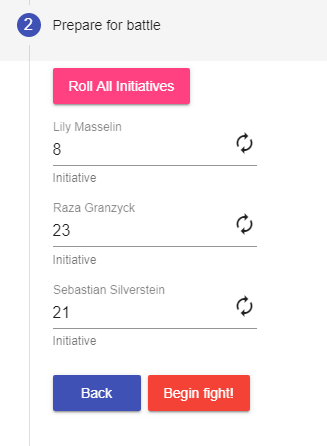 2 Prepare for battle
Roll All Initiatives
Lily Masselin
8
Initiative
Raza Granzyck
23
Initiative
Sebastian Silverstein
21
Initiative
Back Begin fight!